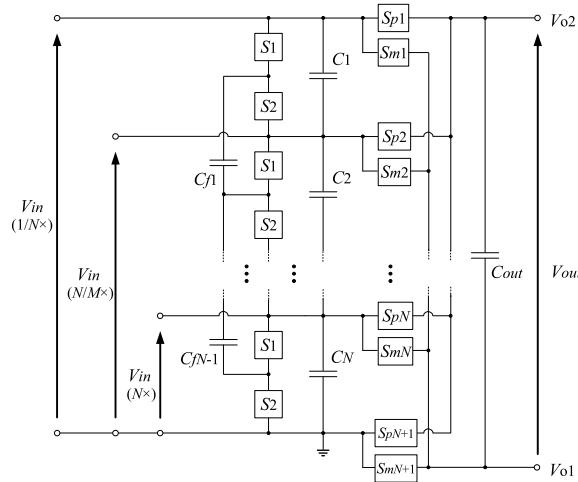 Sp1
Vo2
S1
Sm1
C1
S2
Sp2
S1
Sm2
Cf1
C2
Vin
(1/N×)
S2
Vin
(N/M×)
Cout
Vout
SpN
Vin
(N×)
CfN-1
S1
SmN
CN
S2
SpN+1
SmN+1
Vo1